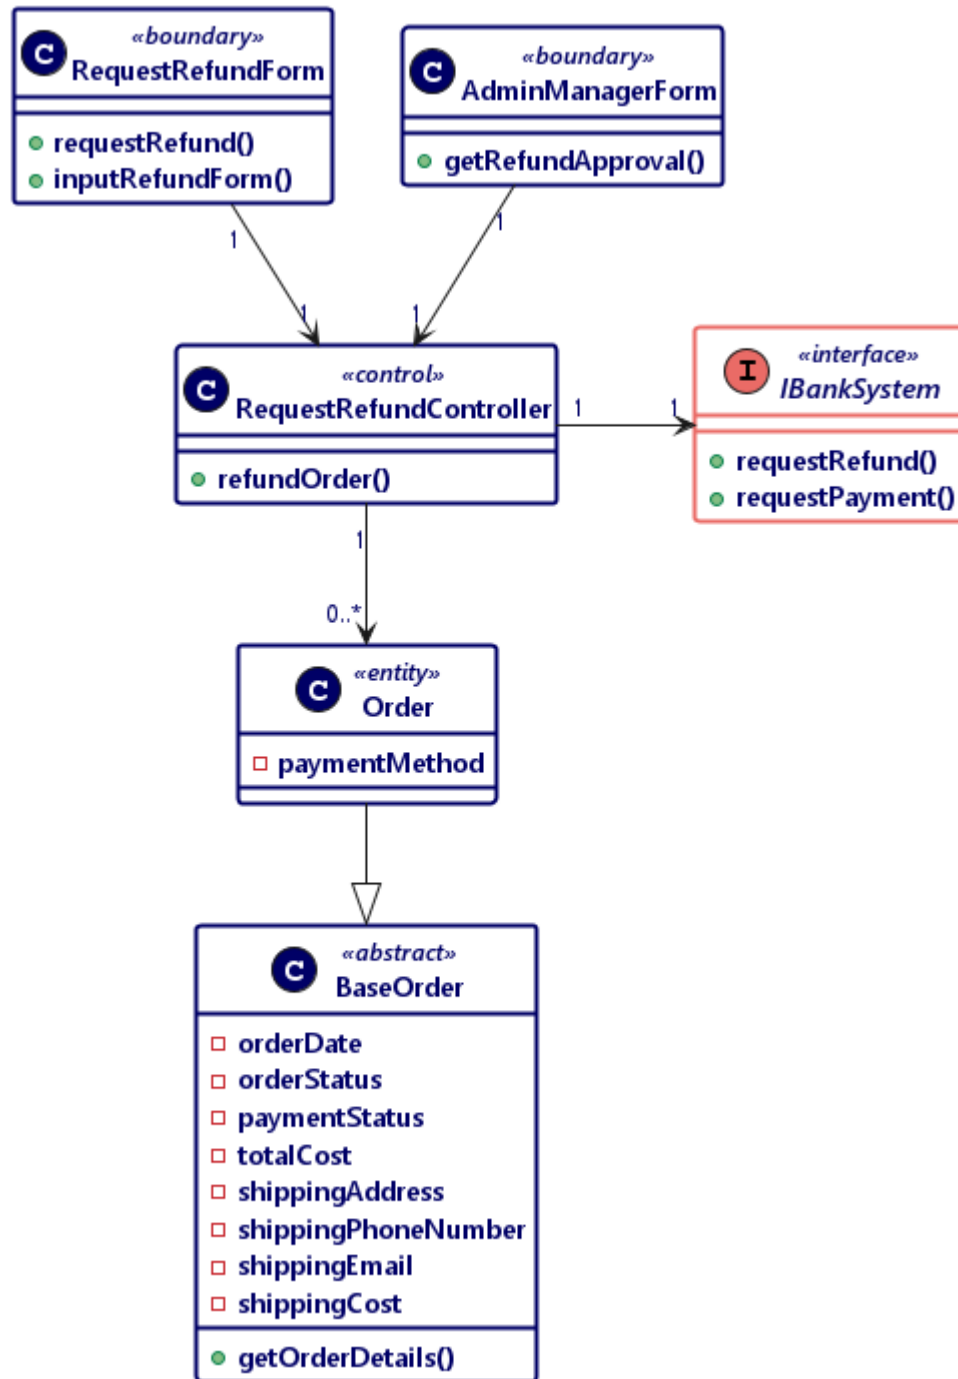 «boundary»
C
RequestRefundForm
requestRefund()
inputRefundForm()
«boundary»
C
AdminManagerForm
getRefundApproval()
1
1
1
1
«control»
C
RequestRefundController
refundOrder()
1
1
«interface»
I
IBankSystem
requestRefund()
requestPayment()
1
0..*
«entity»
C
Order
paymentMethod
«abstract»
C
BaseOrder
orderDate
orderStatus
paymentStatus
totalCost
shippingAddress
shippingPhoneNumber
shippingEmail
shippingCost
getOrderDetails()